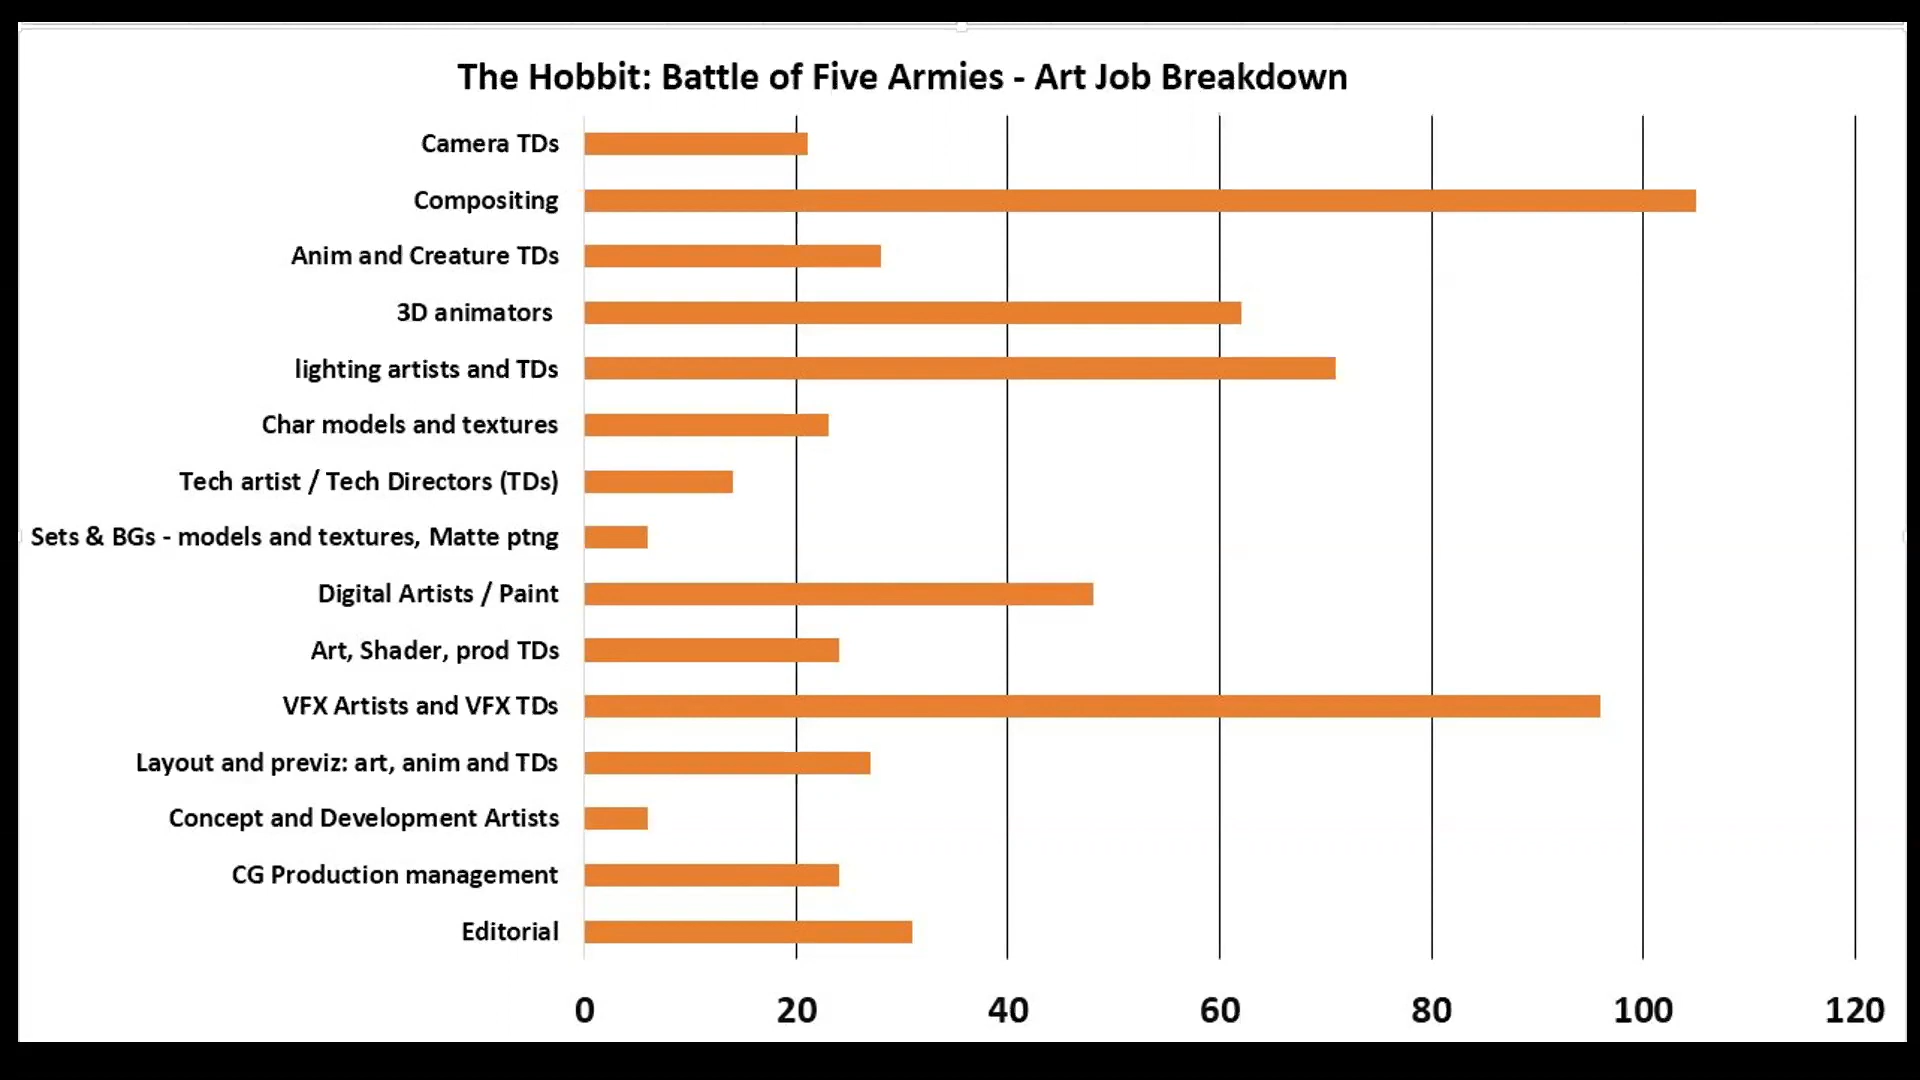 The Hobbit: Battle of Five Armies - Art Job Breakdown
Camera TDs
Compositing
Anim and Creature TDs
3D animators
lighting artists and TDs
Char models and textures
Tech artist / Tech Directors (TDs)
Sets & BGs - models and textures, Matte ptng
Digital Artists / Paint
Art, Shader, prod TDs
VFX Artists and VFX TDs
Layout and previz: art, anim and TDs
Concept and Development Artists
CG Production management
Editorial
0 20 40 60 80 100 120